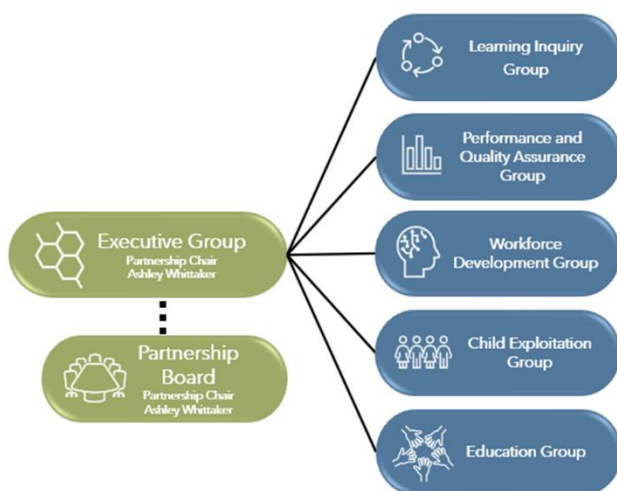 Executive Group
Partnership Chair
Ashley Whittaker
Partnership
Board
Partnership Chair
Ashley Whittaker
Learning Inquiry
Group
Performance and
Quality Assurance
Group
Workforce
Development Group
Child Exploitation
Group
Education Group